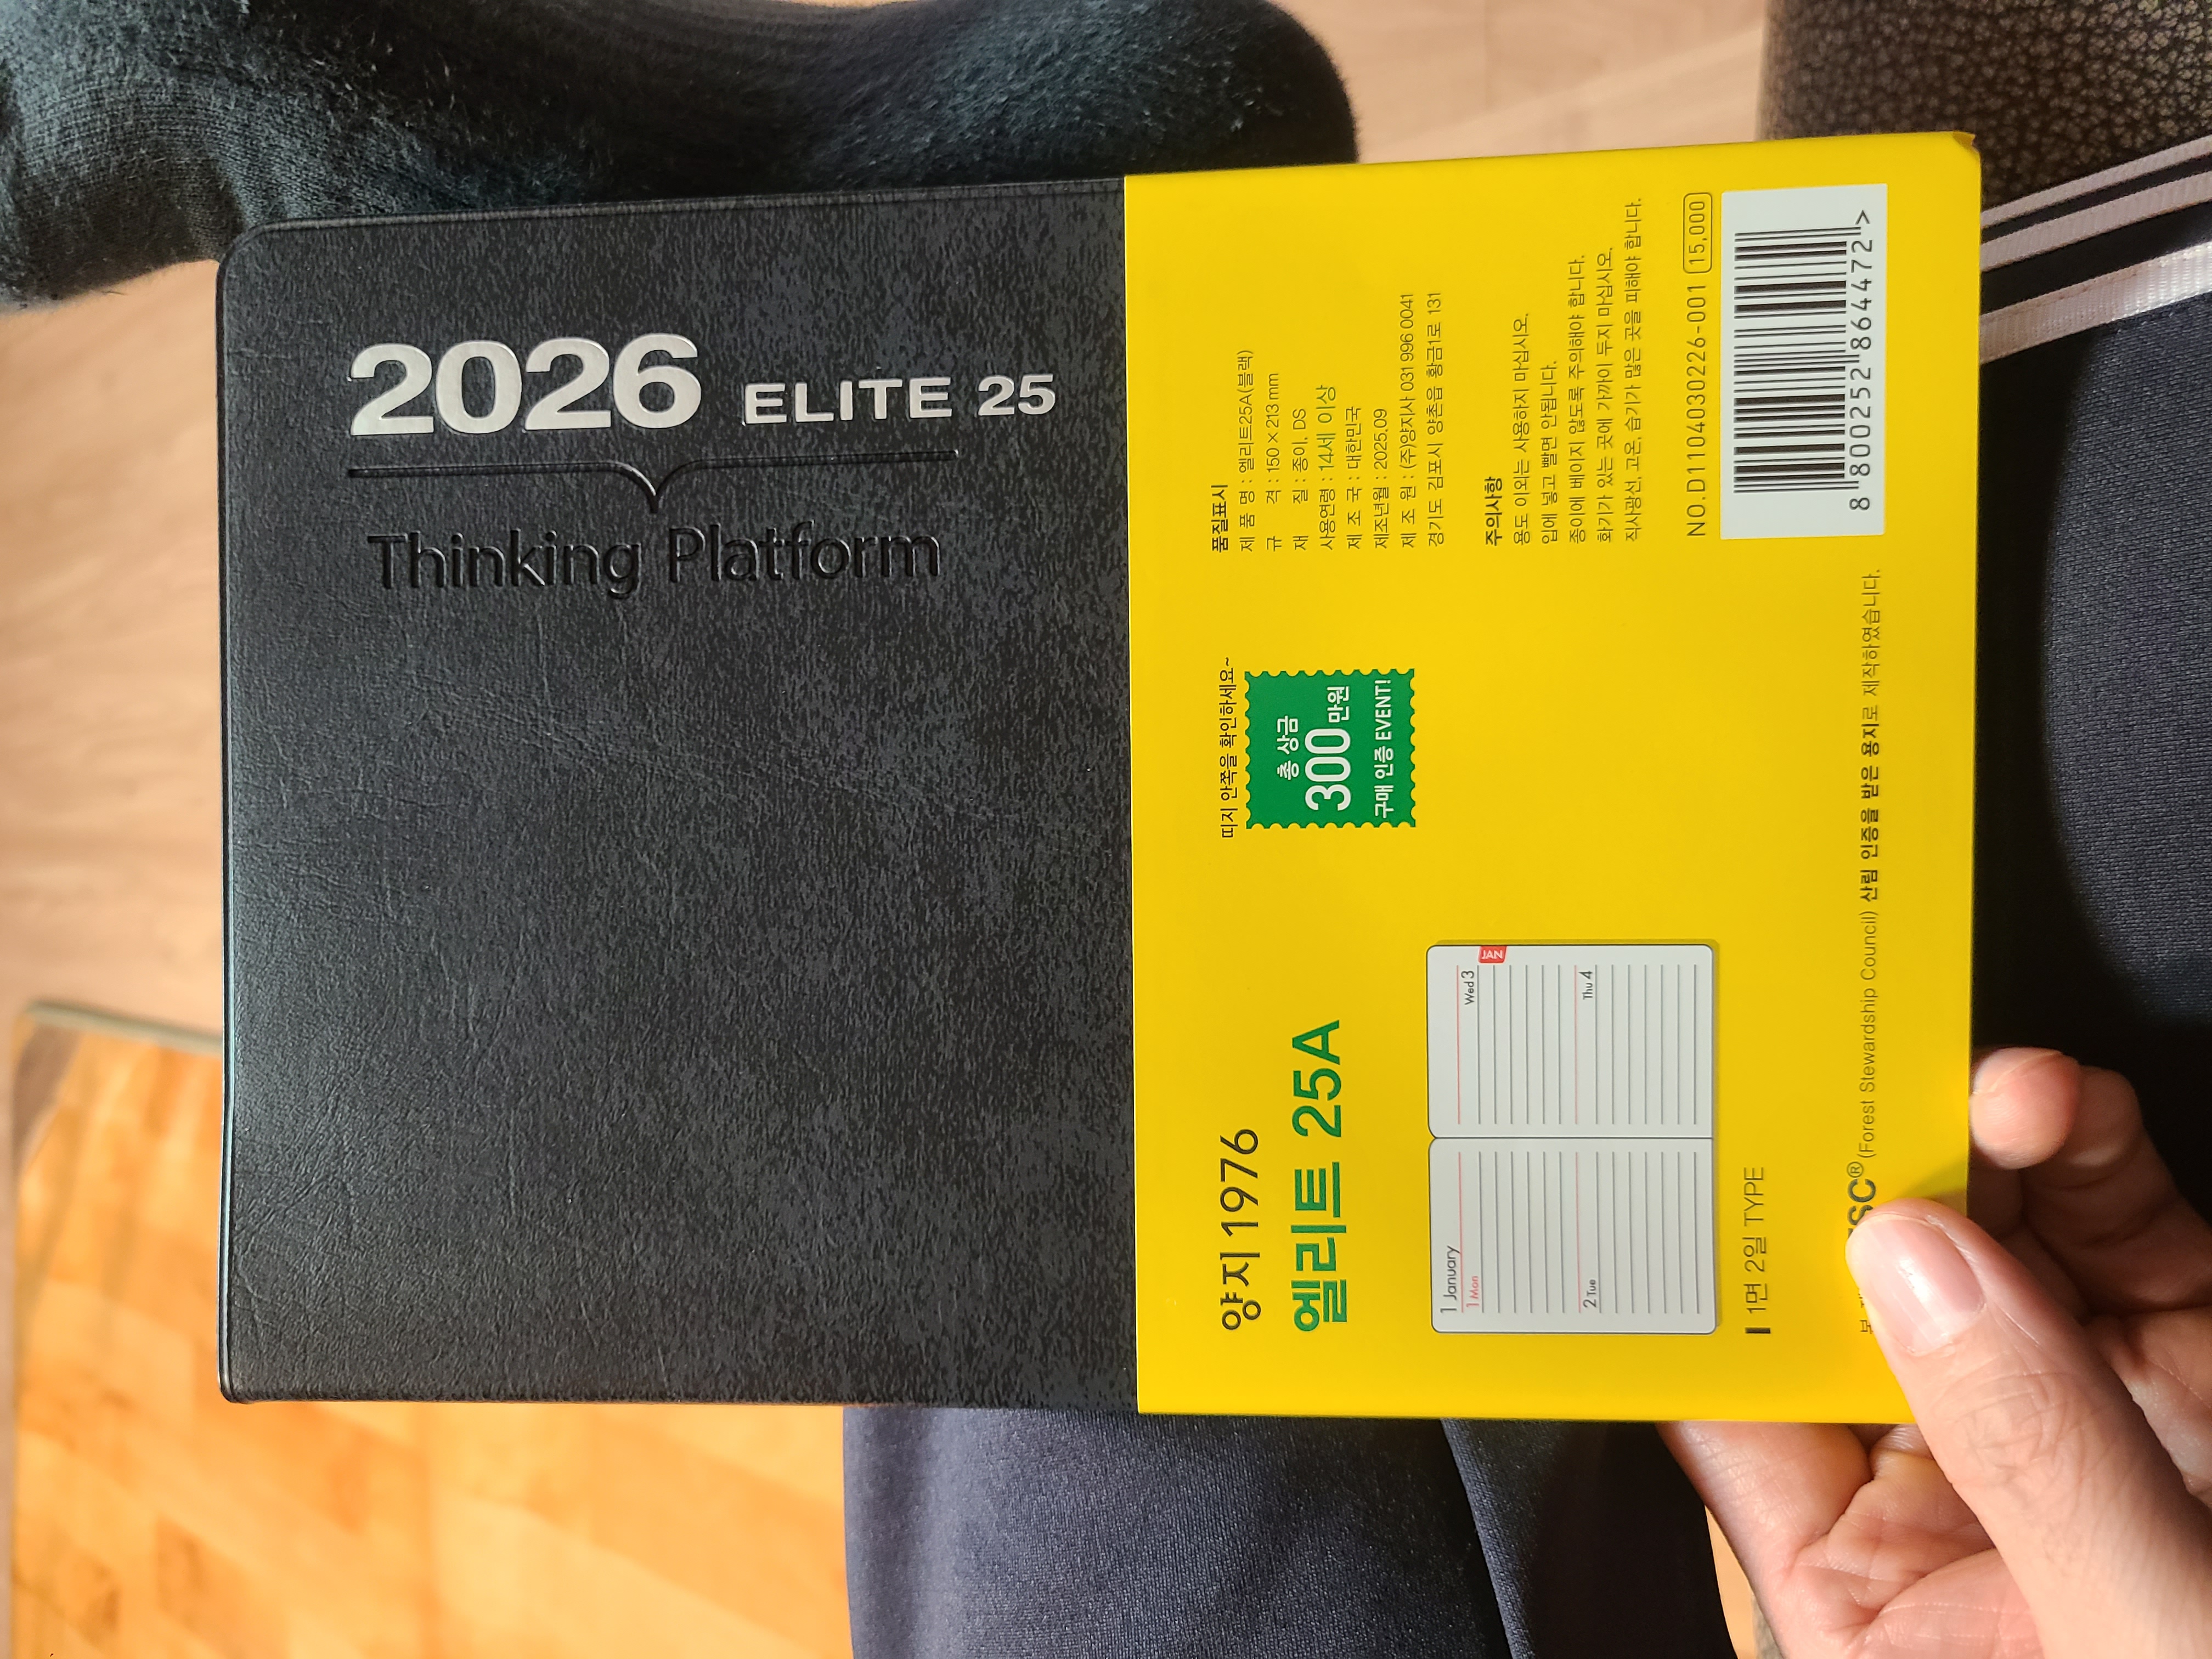 2026 ELITE 25
Thinking Platform
양지 1976
엘리트 25A
1 January
1 Mon
2 Tue
Wed 3
JAN
Thu 4
1면 2일 TYPE
띠지 안쪽을 확인하세요~
총 상금
300만원
구매 인증 EVENT!
품질표시
제 품 명 : 엘리트25A(블랙)
규 격 : 150 × 213mm
재 질 : 종이, DS
사용연령 : 14세 이상
제 조 국 : 대한민국
제조년월 : 2025.09
제 조 원 : (주)양지사 031 996 0041
경기도 김포시 양촌읍 황금1로 131
주의사항
용도 이외는 사용하지 마십시오.
입에 넣고 빨면 안됩니다.
종이에 베이지 않도록 주의해야 합니다.
화기가 있는 곳에 가까이 두지 마십시오.
직사광선, 고온, 습기가 많은 곳을 피해야 합니다.
NO.D1104030226-001 15,000
8 800252 864472 >
(Forest Stewardship Council) 산림 인증을 받은 용지로 제작하였습니다.